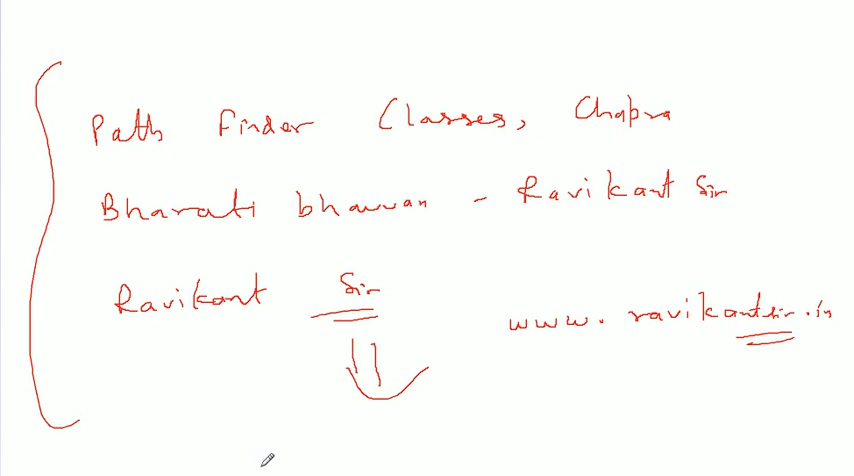 Path Finder Classes, Chapra
Bharati bhawan - Ravikant Sir
Ravikant Sir
www.ravikantsir.in